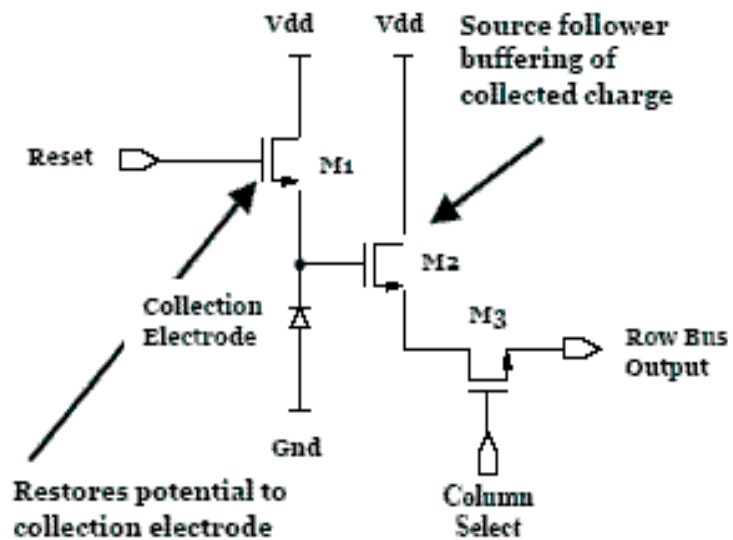 Vdd
Vdd
Source follower
buffering of
collected charge
Reset
M1
M2
Collection
Electrode
M3
Row Bus
Output
Gnd
Restores potential to
collection electrode
Column
Select